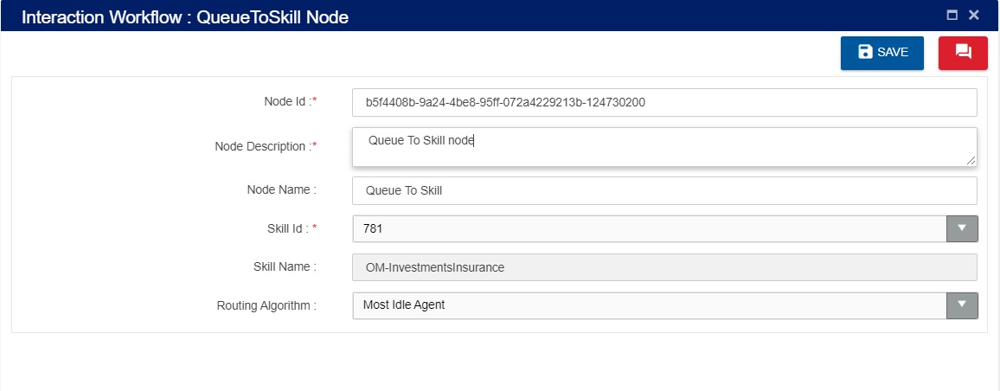 Interaction Workflow : QueueToSkill Node
SAVE
Node Id :* b5f4408b-9a24-4be8-95ff-072a4229213b-124730200
Node Description :* Queue To Skill node
Node Name : Queue To Skill
Skill Id : * 781
Skill Name : OM-InvestmentsInsurance
Routing Algorithm : Most Idle Agent